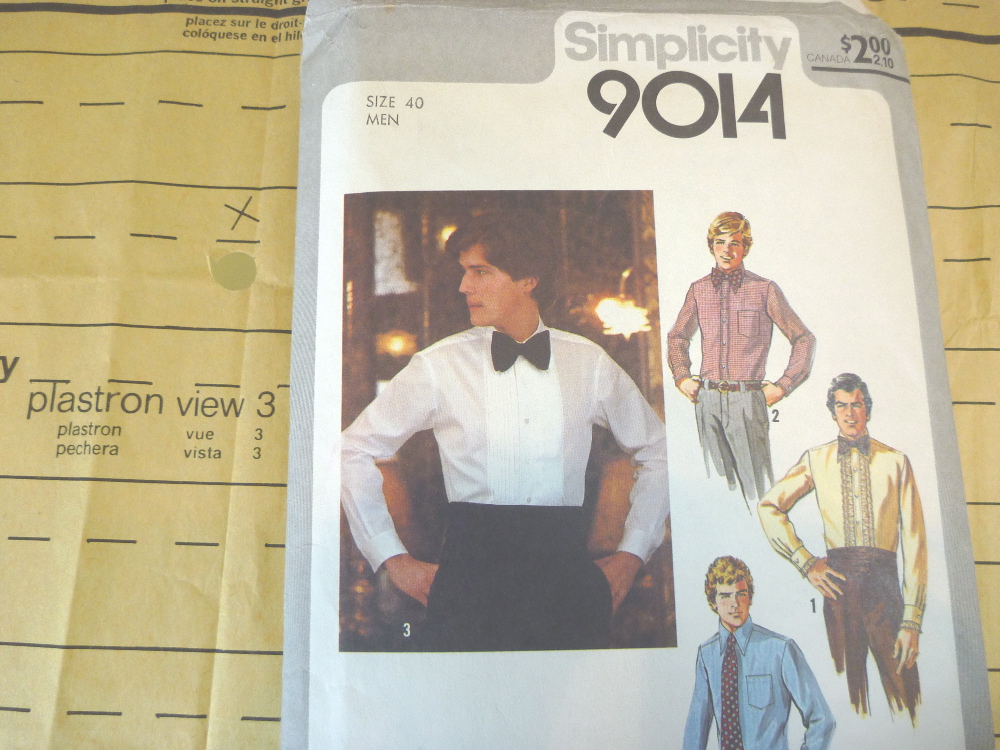 placez sur le droit-
colóquese en el hilo
y
plastron view 3
plastron vue 3
pechera vista 3
Simplicity
9014
$2.00
CANADA 2.10
SIZE 40
MEN
2
1
3